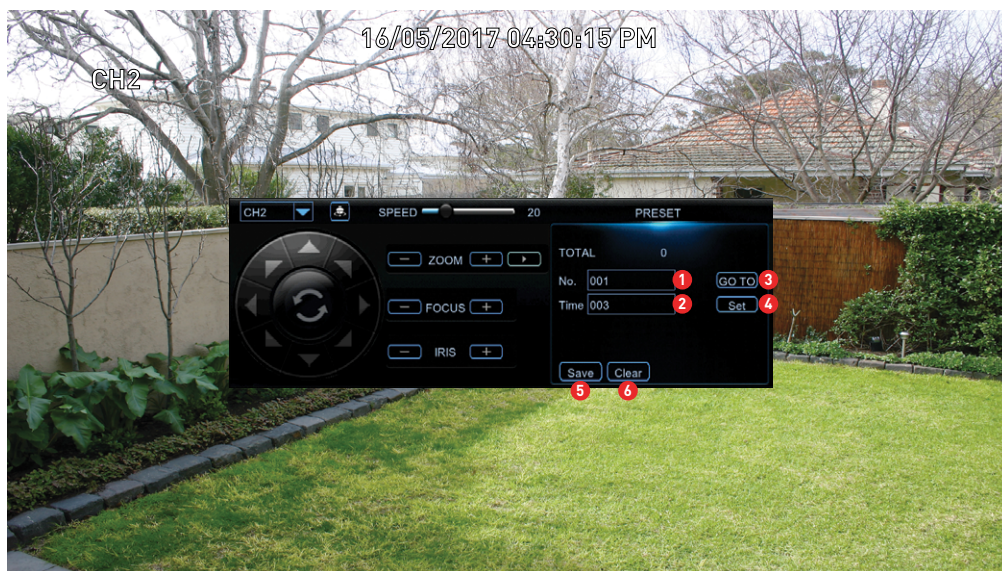 16/05/2017 04:30:15 PM
CH2
CH2 SPEED 20 PRESET
TOTAL 0
ZOOM
No. 001 1 GO TO 3
Time 003 2 Set 4
FOCUS
IRIS
Save Clear
5 6